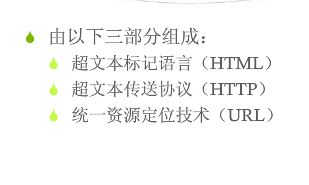 由以下三部分组成：
超文本标记语言（HTML）
超文本传送协议（HTTP）
统一资源定位技术（URL）